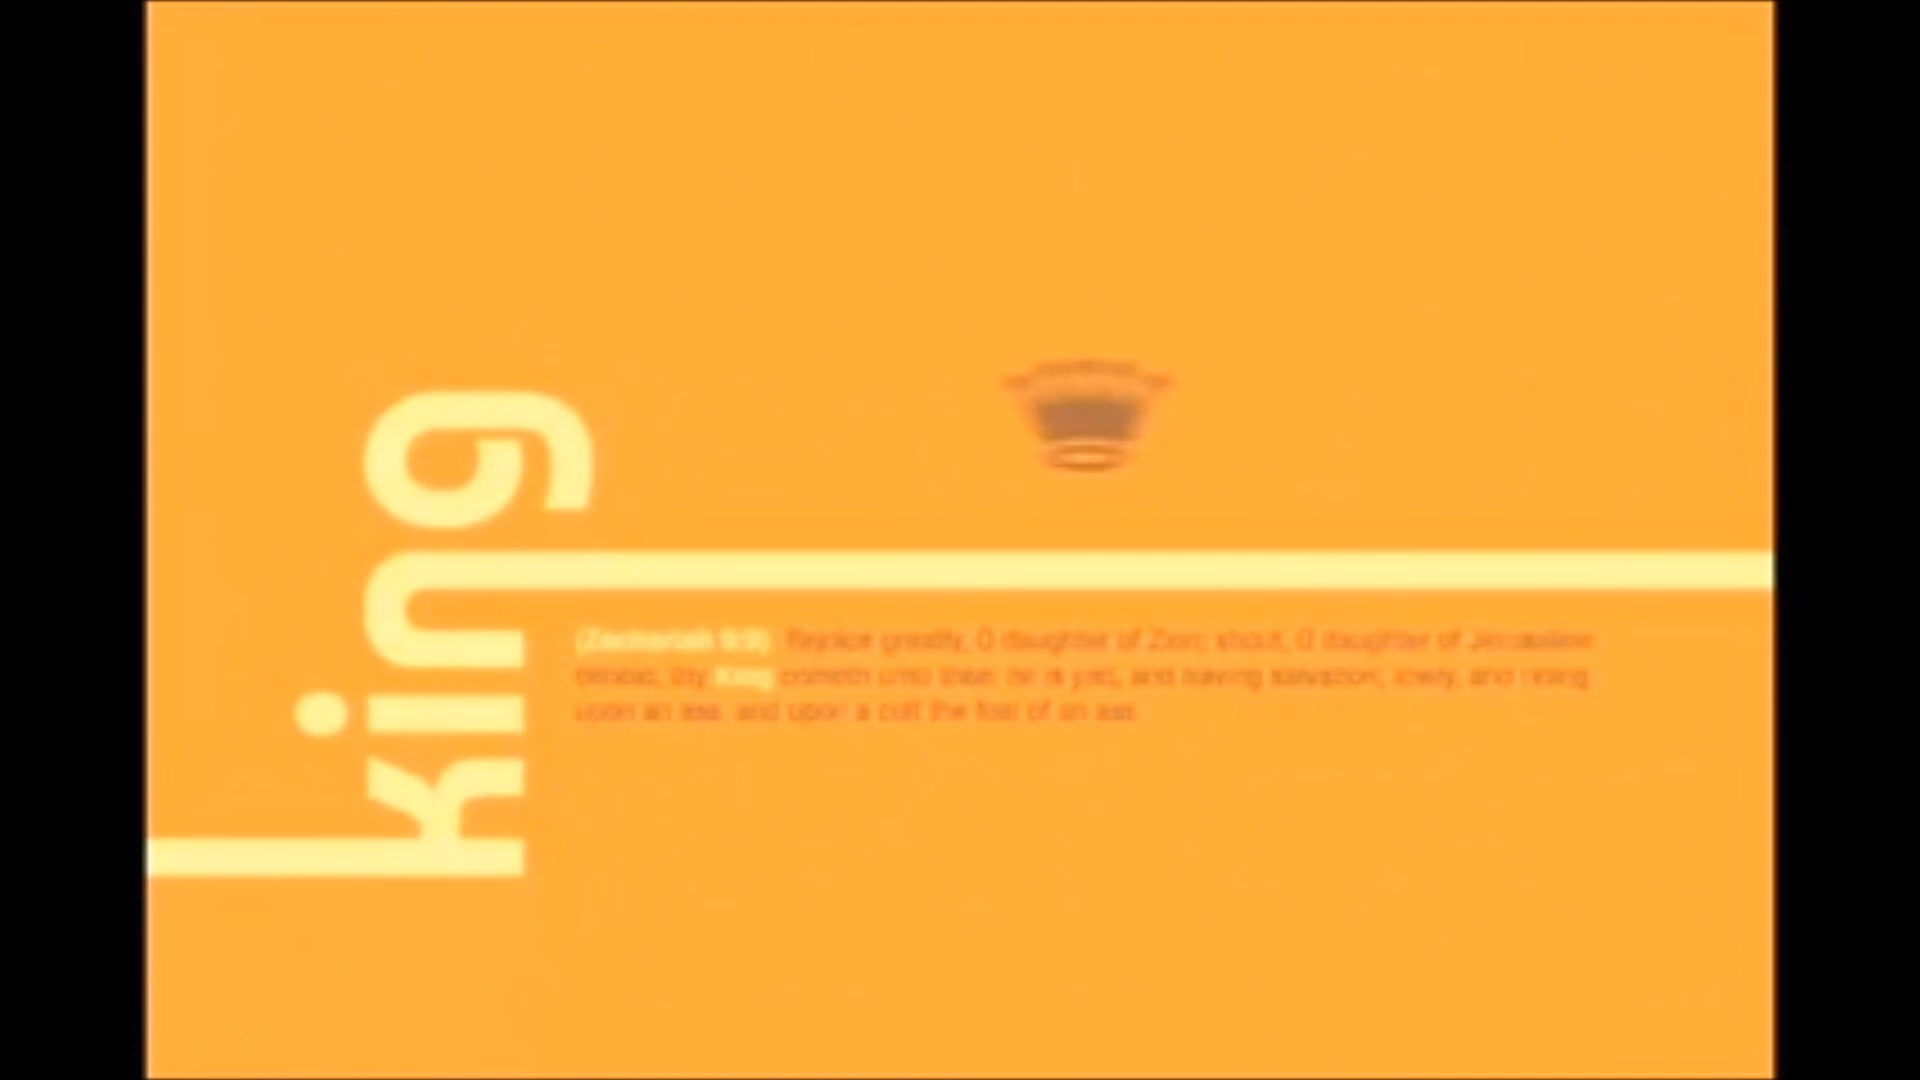 king
(Zechariah 9:9) Rejoice greatly, O daughter of Zion; shout, O daughter of Jerusalem:
behold, thy King cometh unto thee: he is just, and having salvation; lowly, and riding
upon an ass, and upon a colt the foal of an ass